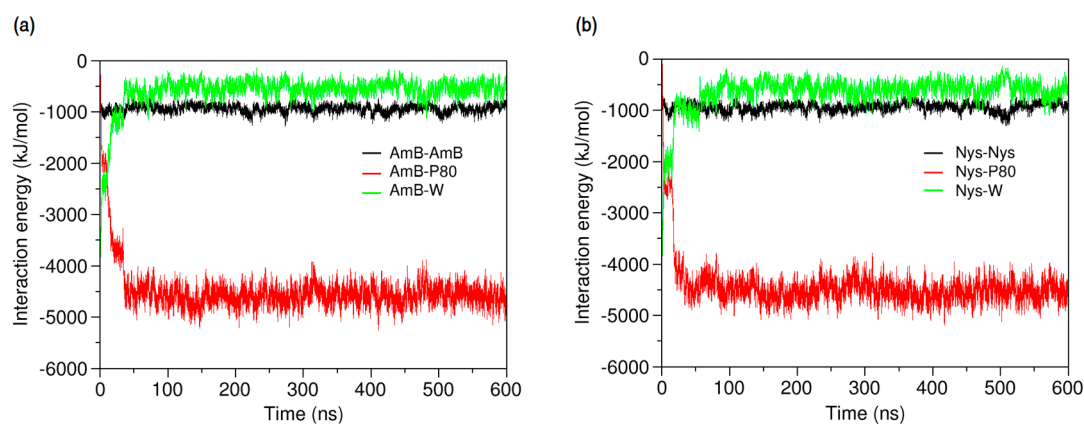 (a)
0
-1000
-2000
-3000
-4000
-5000
-6000
Interaction energy (kJ/mol)
AmB-AmB
AmB-P80
AmB-W
0 100 200 300 400 500 600
Time (ns)
(b)
0
-1000
-2000
-3000
-4000
-5000
-6000
Interaction energy (kJ/mol)
Nys-Nys
Nys-P80
Nys-W
0 100 200 300 400 500 600
Time (ns)